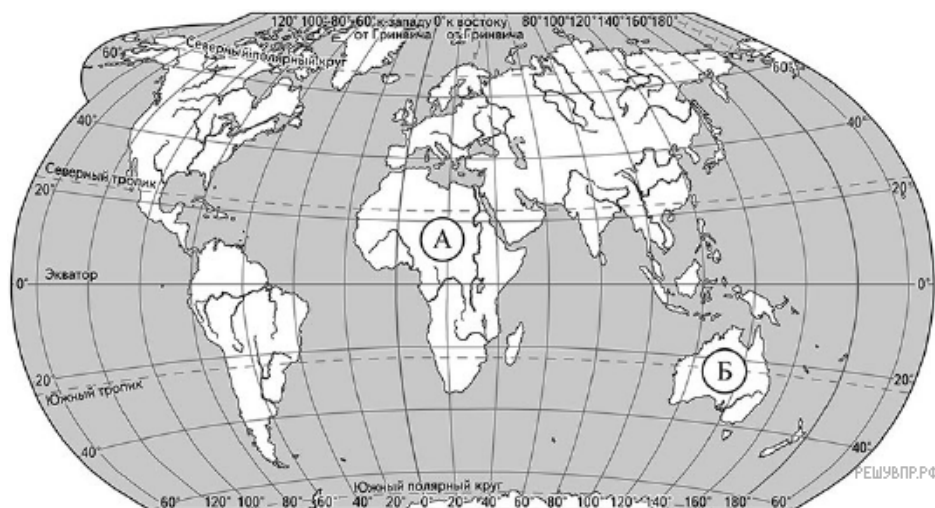 120° 100° 80° 60° к западу 0° к востоку 80° 100° 120° 140° 160° 180°
от Гринвича от Гринвича
60° Северный полярный круг 60°
40° 40°
Северный тропик
20° 20°
А
Экватор
0° 0°
Б
20° 20°
Южный тропик
40° 40°
РЕШУВПР.РФ
Южный полярный круг
60° 80° 60° 40° 20° 0° 20° 40° 60° 80° 100° 120° 140° 160° 180° 60°